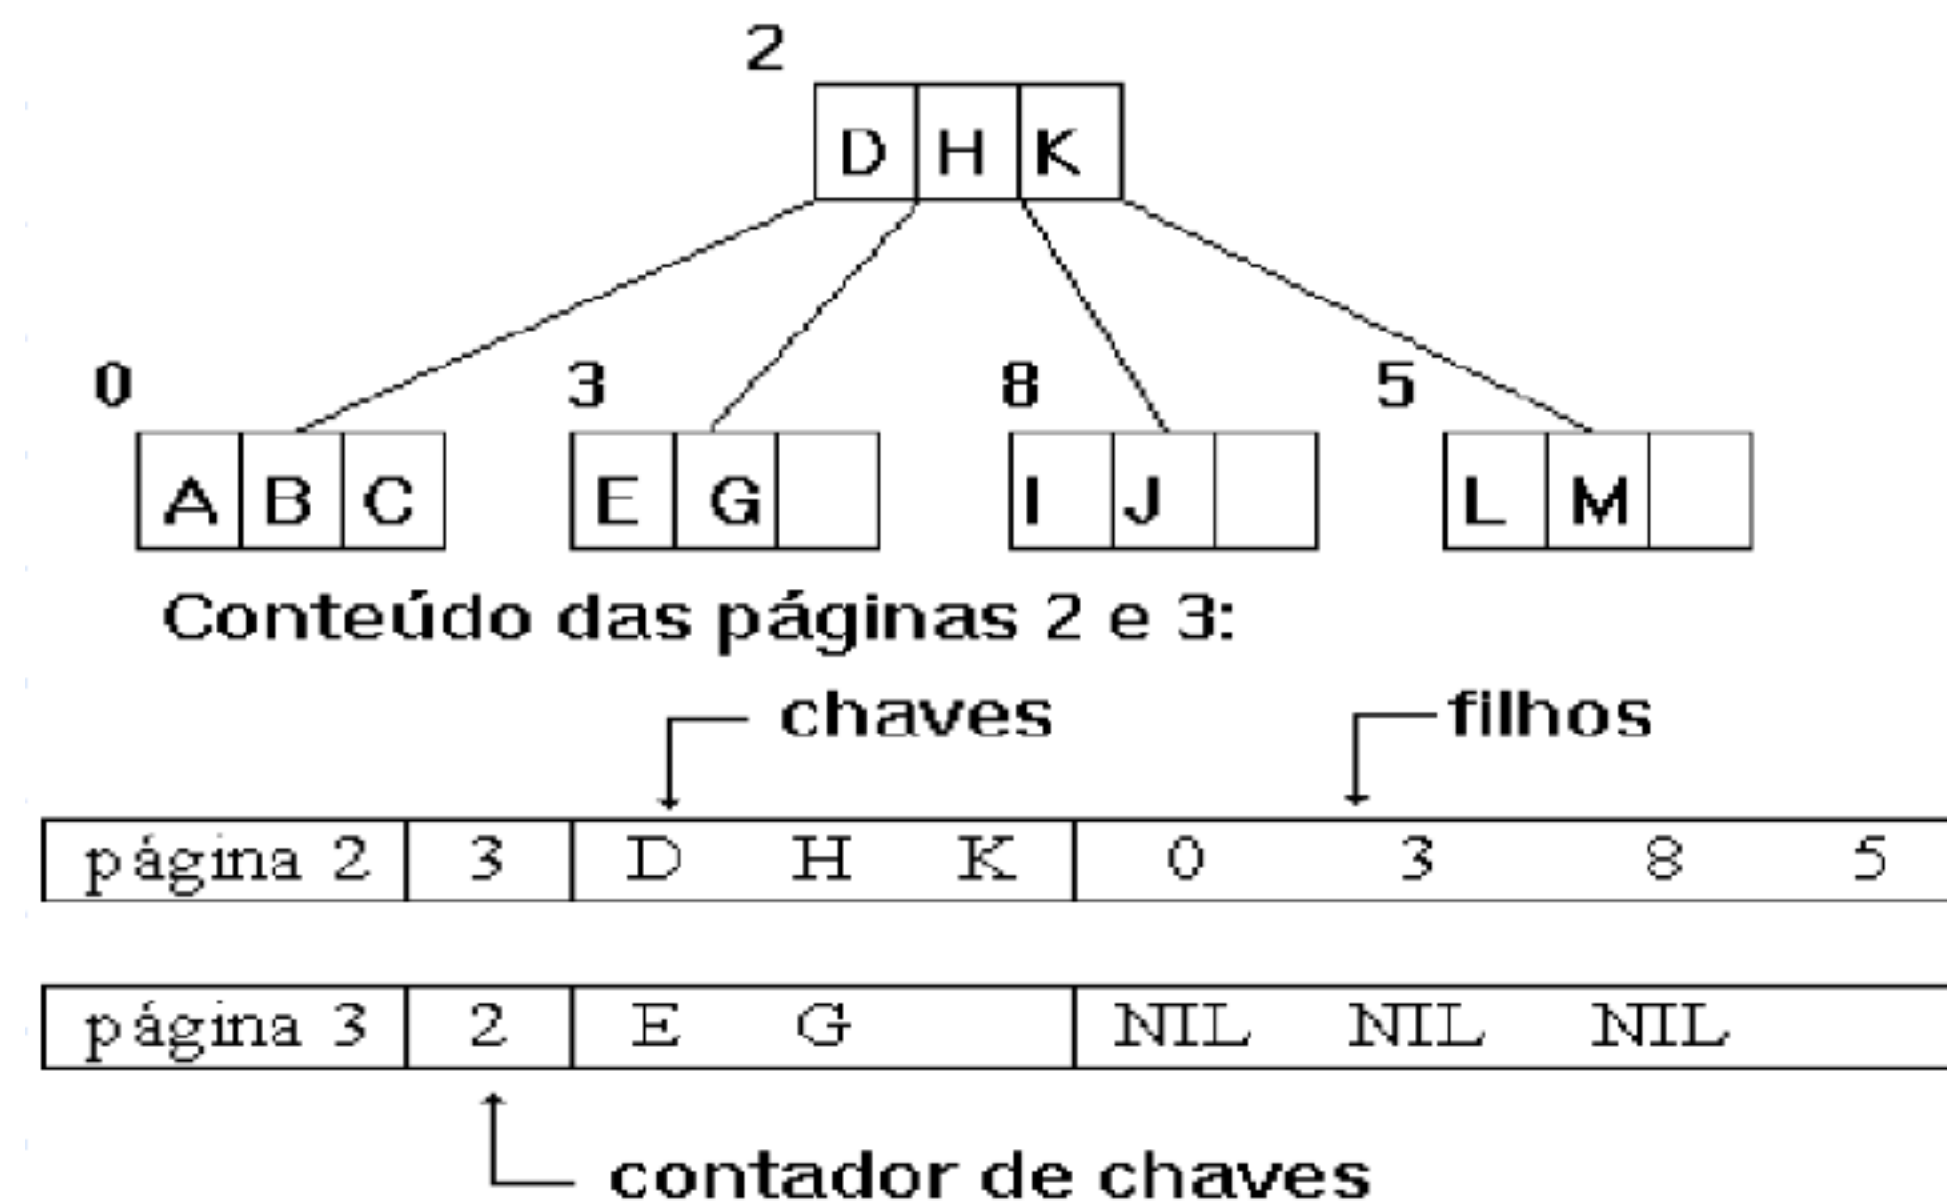 2
D H K
0 3 8 5
A B C E G I J L M
Conteúdo das páginas 2 e 3:
chaves filhos
página 2 3 D H K 0 3 8 5
página 3 2 E G NIL NIL NIL
contador de chaves